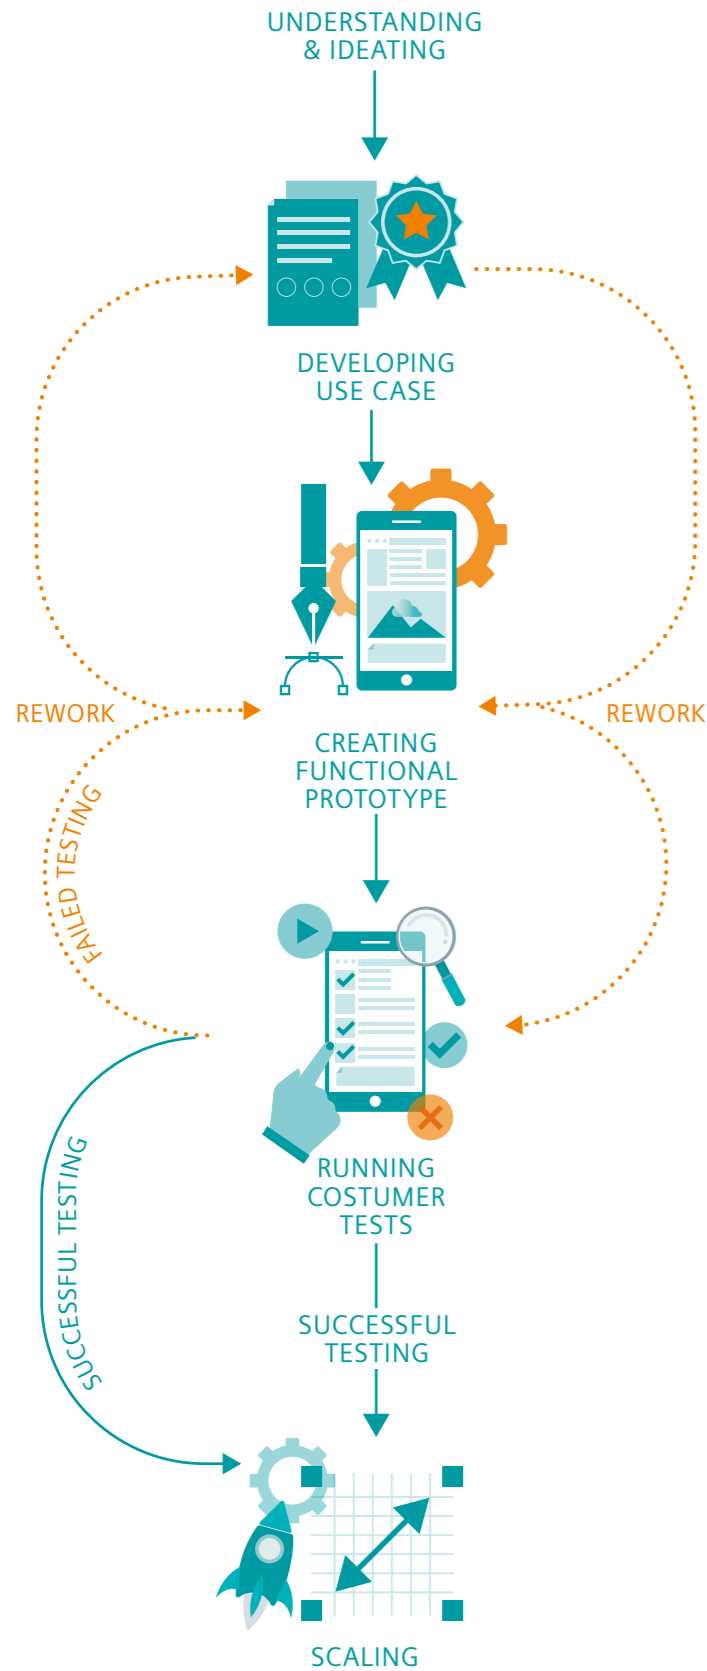 UNDERSTANDING
& IDEATING
DEVELOPING
USE CASE
REWORK
REWORK
CREATING
FUNCTIONAL
PROTOTYPE
FAILED TESTING
RUNNING
COSTUMER
TESTS
SUCCESSFUL TESTING
SUCCESSFUL
TESTING
SCALING